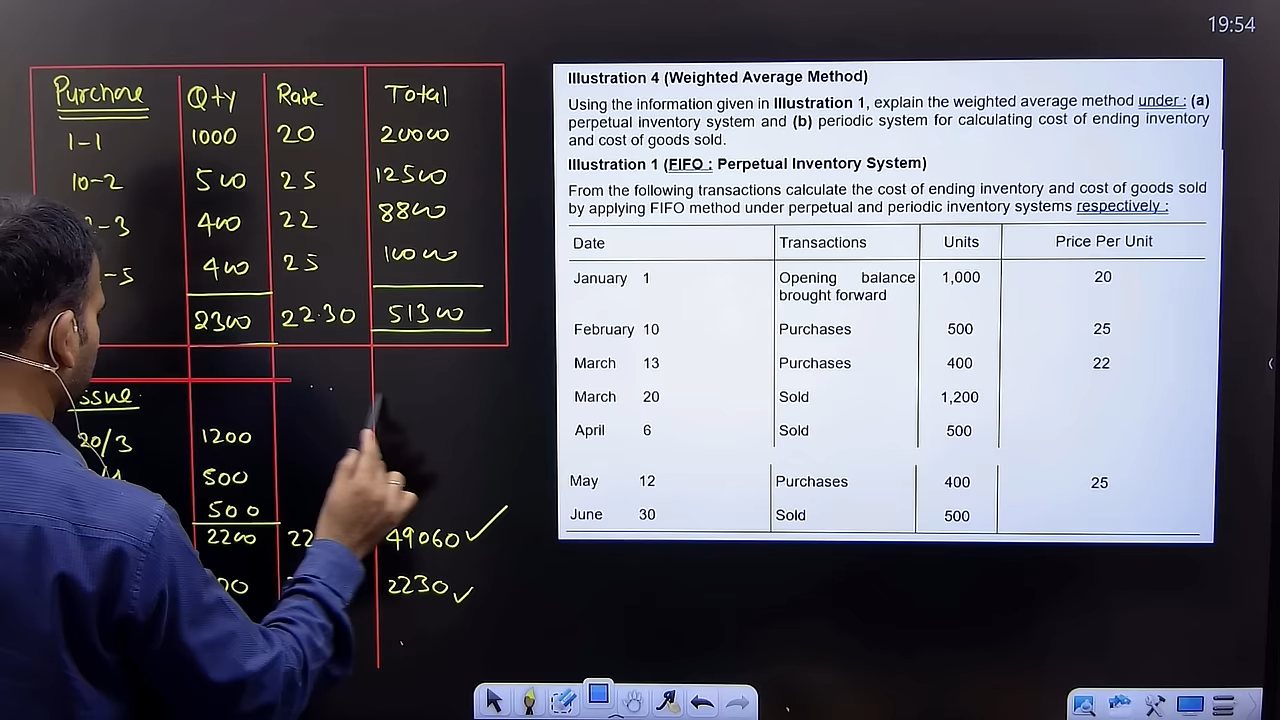 19:54
Purchase Qty Rate Total
1-1 1000 20 20000
10-2 500 25 12500
-3 400 22 8800
-5 400 25 10000
2300 22.30 51300
Issue
20/3 1200
500
500
2200 22 49060 ✓
00 2230 ✓
Illustration 4 (Weighted Average Method)
Using the information given in Illustration 1, explain the weighted average method under : (a)
perpetual inventory system and (b) periodic system for calculating cost of ending inventory
and cost of goods sold.
Illustration 1 (FIFO : Perpetual Inventory System)
From the following transactions calculate the cost of ending inventory and cost of goods sold
by applying FIFO method under perpetual and periodic inventory systems respectively :
Date Transactions Units Price Per Unit
January 1 Opening balance 1,000 20
brought forward
February 10 Purchases 500 25
March 13 Purchases 400 22
March 20 Sold 1,200
April 6 Sold 500
May 12 Purchases 400 25
June 30 Sold 500